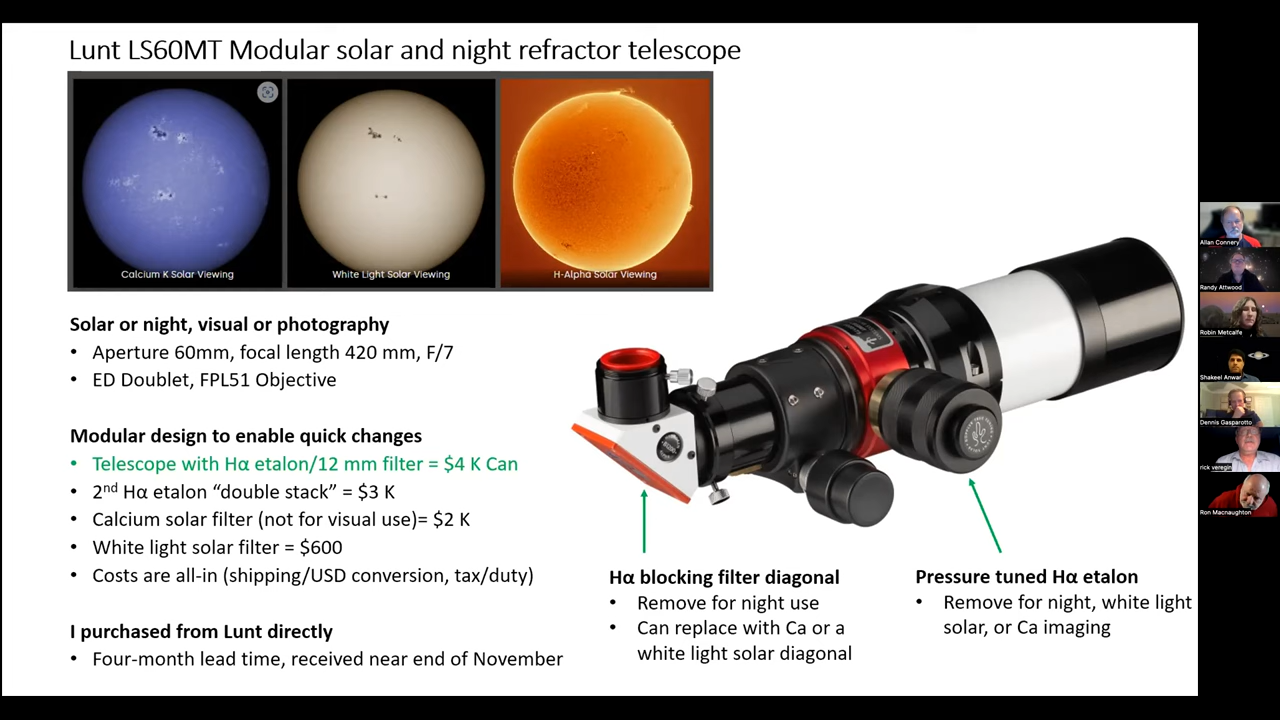 Lunt LS60MT Modular solar and night refractor telescope
Calcium K Solar Viewing
White Light Solar Viewing
H-Alpha Solar Viewing
Solar or night, visual or photography
• Aperture 60mm, focal length 420 mm, F/7
• ED Doublet, FPL51 Objective
Modular design to enable quick changes
• Telescope with Hα etalon/12 mm filter = $4 K Can
• 2nd Hα etalon “double stack” = $3 K
• Calcium solar filter (not for visual use)= $2 K
• White light solar filter = $600
• Costs are all-in (shipping/USD conversion, tax/duty)
I purchased from Lunt directly
• Four-month lead time, received near end of November
Hα blocking filter diagonal
• Remove for night use
• Can replace with Ca or a
white light solar diagonal
Pressure tuned Hα etalon
• Remove for night, white light
solar, or Ca imaging
Allan Connery
Randy Attwood
Robin Metcalfe
Shakeel Anwar
Dennis Gasparotto
rick veregin
Ron Macnaughton